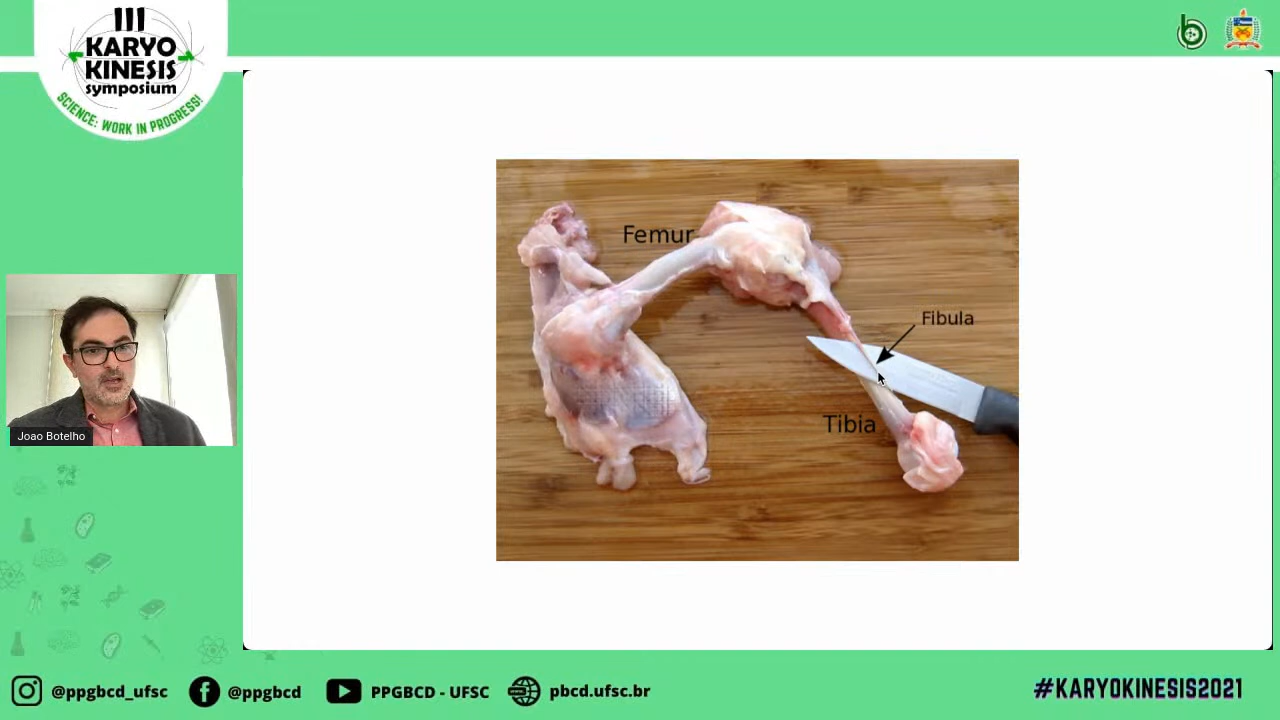 III
KARYO
KINESIS
symposium
SCIENCE: WORK IN PROGRESS!
Femur
Fibula
Tibia
Joao Botelho
@ppgbcd_ufsc
@ppgbcd
PPGBCD - UFSC
pbcd.ufsc.br
#KARYOKINESIS2021